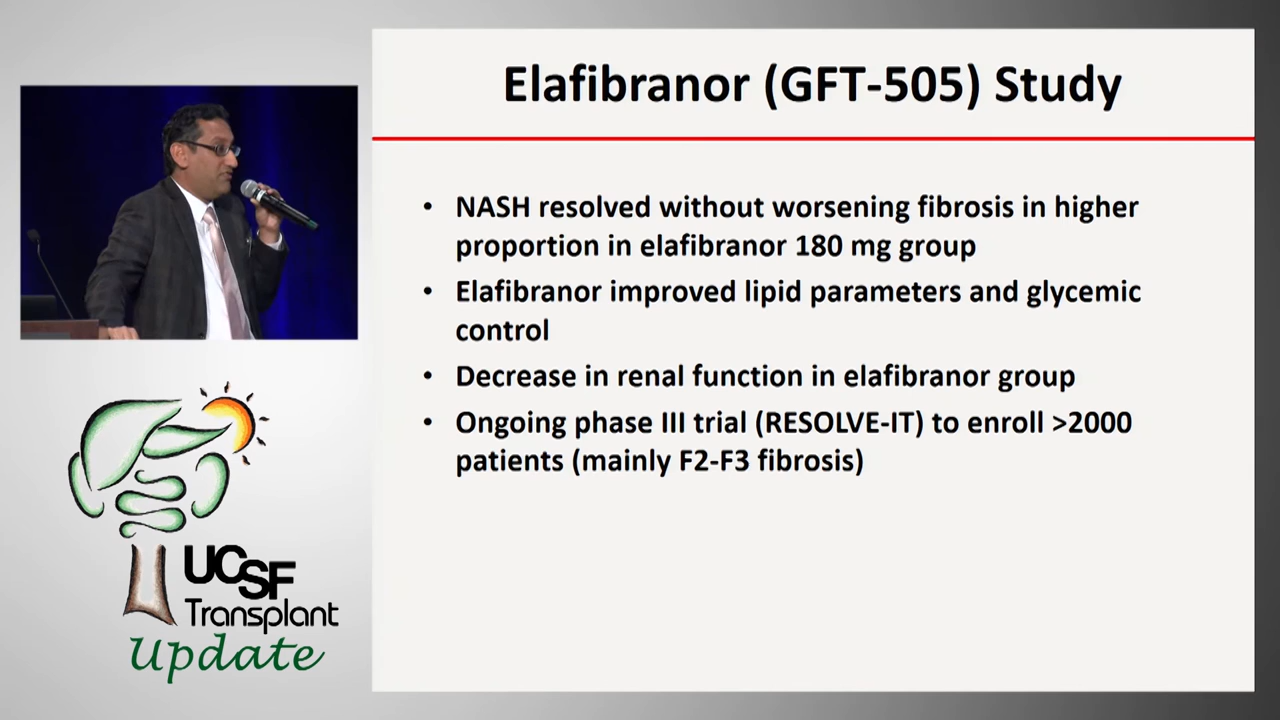 Elafibranor (GFT-505) Study
• NASH resolved without worsening fibrosis in higher
proportion in elafibranor 180 mg group
• Elafibranor improved lipid parameters and glycemic
control
• Decrease in renal function in elafibranor group
• Ongoing phase III trial (RESOLVE-IT) to enroll >2000
patients (mainly F2-F3 fibrosis)
UCSF
Transplant
Update